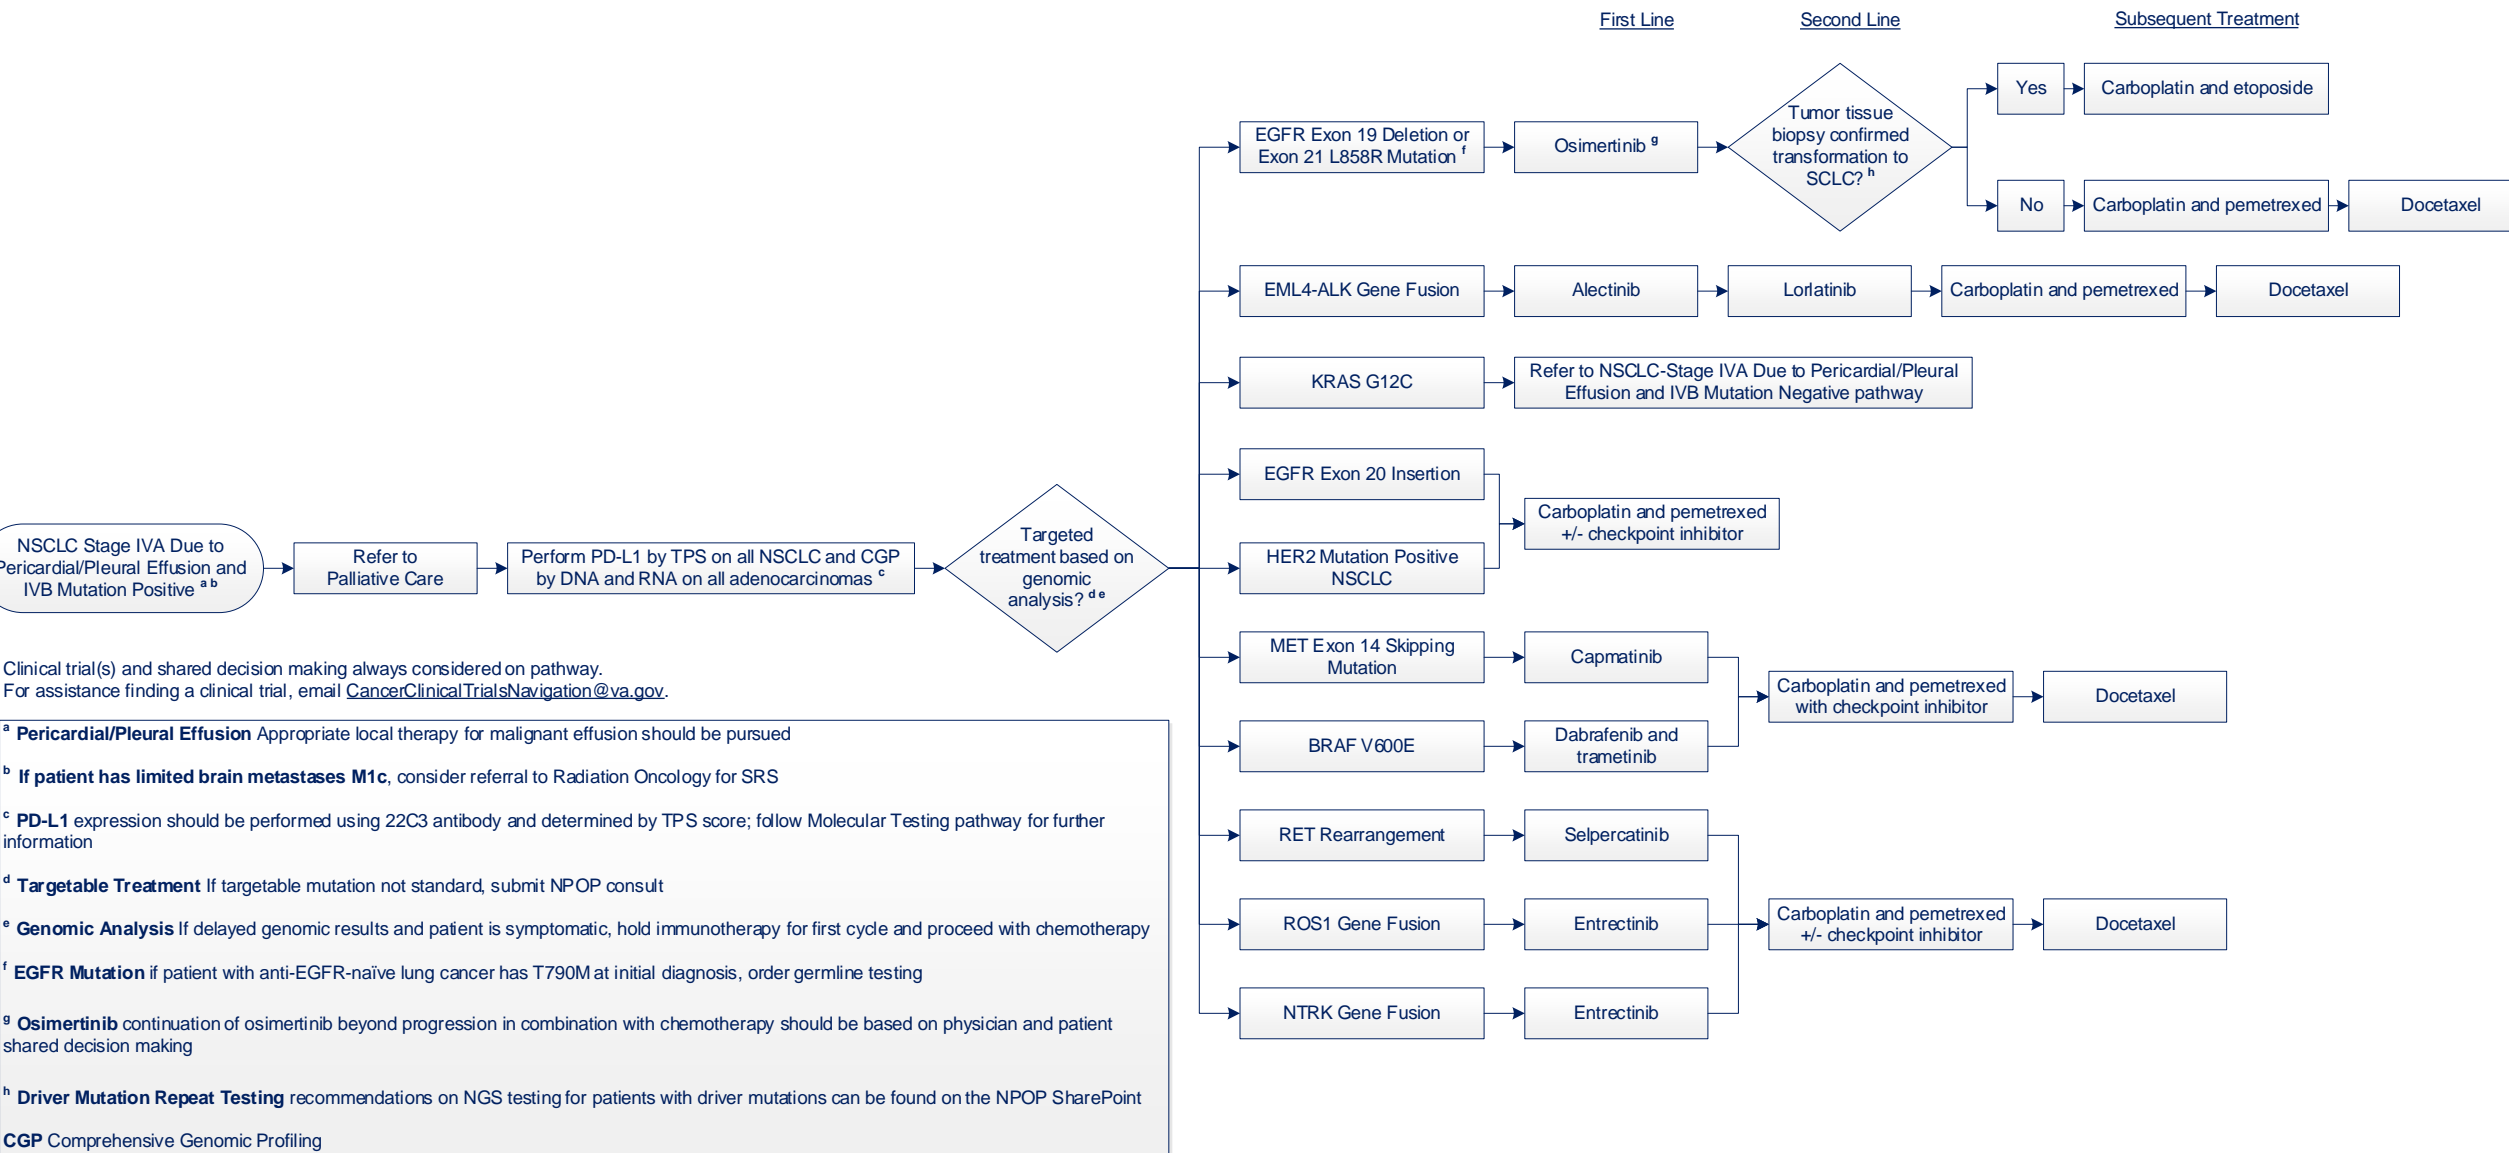 First Line
Second Line
Subsequent Treatment
EGFR Exon 19 Deletion or
Exon 21 L858R Mutation f
Osimertinib g
Tumor tissue
biopsy confirmed
transformation to
SCLC? h
Yes
Carboplatin and etoposide
No
Carboplatin and pemetrexed
Docetaxel
EML4-ALK Gene Fusion
Alectinib
Lorlatinib
Carboplatin and pemetrexed
Docetaxel
KRAS G12C
Refer to NSCLC-Stage IVA Due to Pericardial/Pleural
Effusion and IVB Mutation Negative pathway
EGFR Exon 20 Insertion
HER2 Mutation Positive
NSCLC
Carboplatin and pemetrexed
+/- checkpoint inhibitor
NSCLC Stage IVA Due to
Pericardial/Pleural Effusion and
IVB Mutation Positive a b
Refer to
Palliative Care
Perform PD-L1 by TPS on all NSCLC and CGP
by DNA and RNA on all adenocarcinomas c
Targeted
treatment based on
genomic
analysis? d e
MET Exon 14 Skipping
Mutation
Capmatinib
BRAF V600E
Dabrafenib and
trametinib
Carboplatin and pemetrexed
with checkpoint inhibitor
Docetaxel
RET Rearrangement
Selpercatinib
ROS1 Gene Fusion
Entrectinib
NTRK Gene Fusion
Entrectinib
Carboplatin and pemetrexed
+/- checkpoint inhibitor
Docetaxel
Clinical trial(s) and shared decision making always considered on pathway.
For assistance finding a clinical trial, email CancerClinicalTrialsNavigation@va.gov.
a Pericardial/Pleural Effusion Appropriate local therapy for malignant effusion should be pursued
b If patient has limited brain metastases M1c, consider referral to Radiation Oncology for SRS
c PD-L1 expression should be performed using 22C3 antibody and determined by TPS score; follow Molecular Testing pathway for further
information
d Targetable Treatment If targetable mutation not standard, submit NPOP consult
e Genomic Analysis If delayed genomic results and patient is symptomatic, hold immunotherapy for first cycle and proceed with chemotherapy
f EGFR Mutation if patient with anti-EGFR-naïve lung cancer has T790M at initial diagnosis, order germline testing
g Osimertinib continuation of osimertinib beyond progression in combination with chemotherapy should be based on physician and patient
shared decision making
h Driver Mutation Repeat Testing recommendations on NGS testing for patients with driver mutations can be found on the NPOP SharePoint
CGP Comprehensive Genomic Profiling